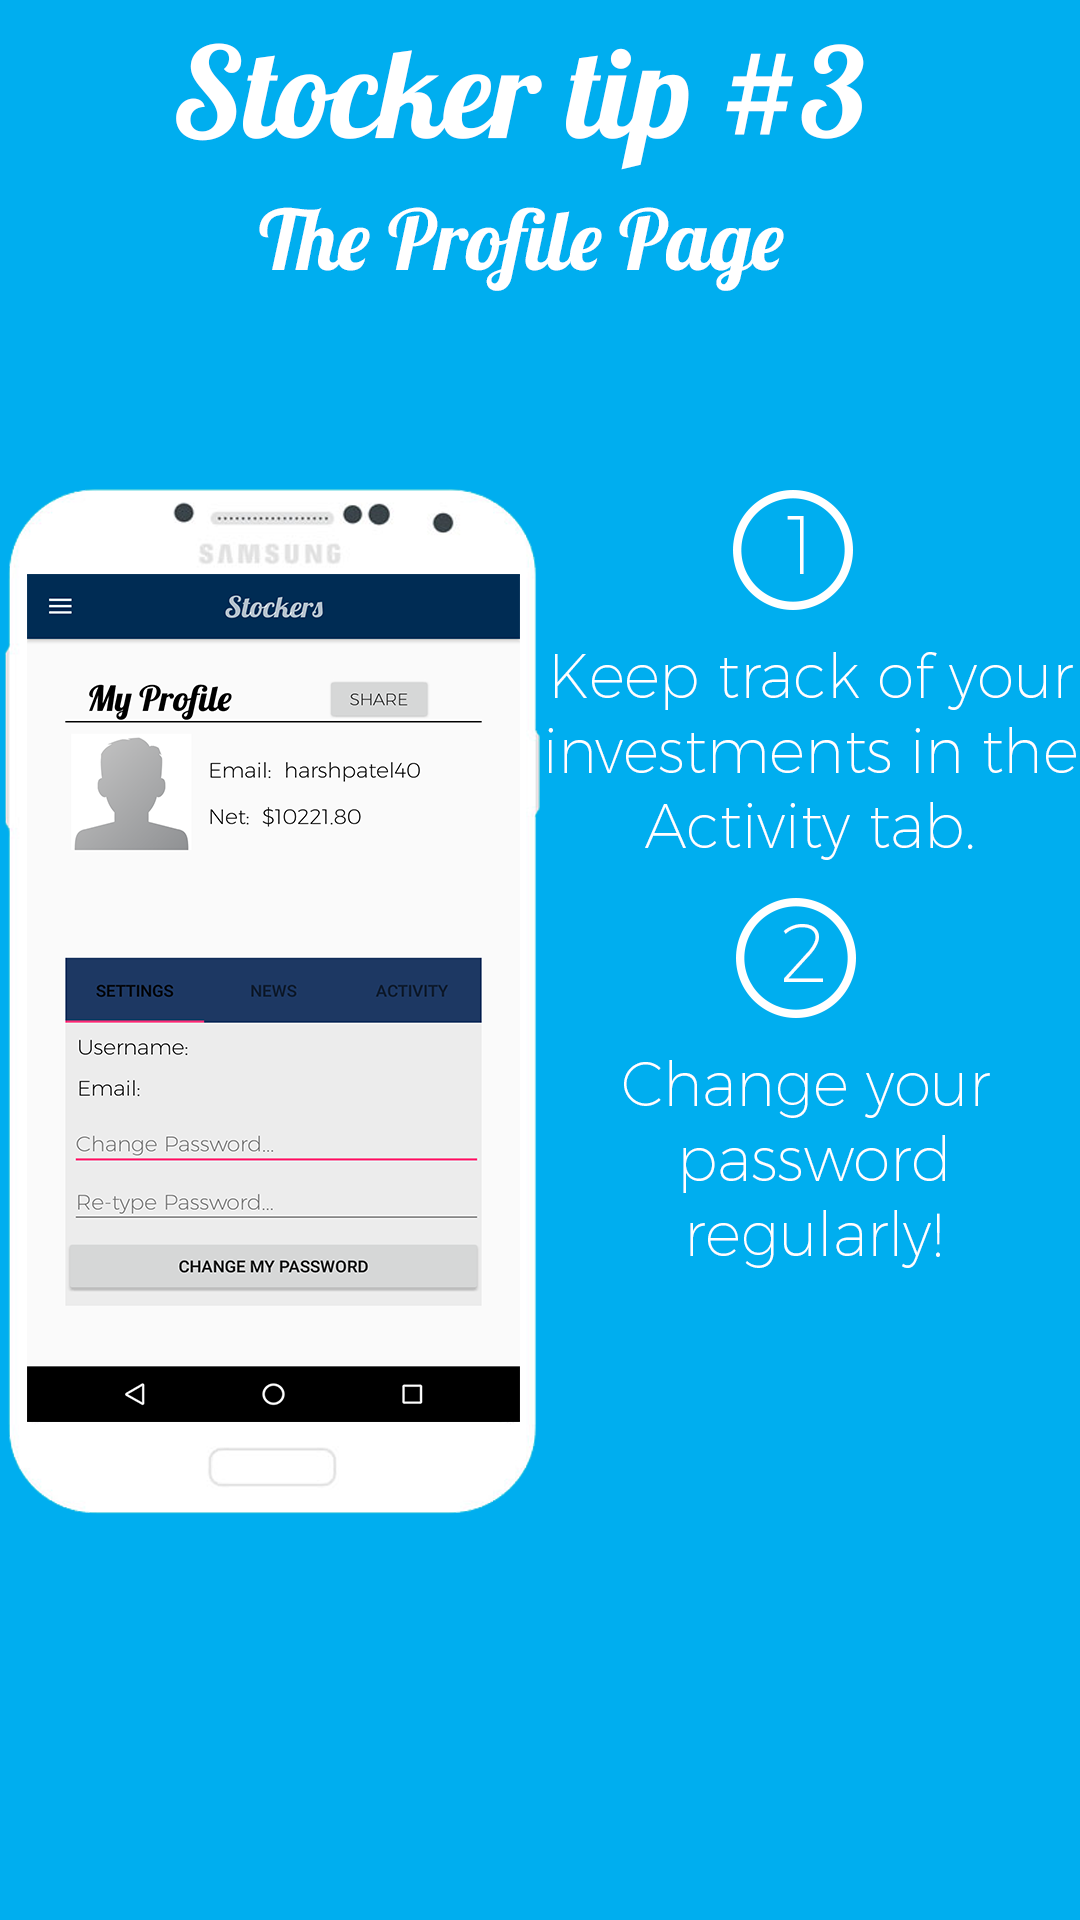 Stocker tip #3
The Profile Page
SAMSUNG
Stockers
My Profile
SHARE
Email: harshpatel40
Net: $10221.80
SETTINGS NEWS ACTIVITY
Username:
Email:
Change Password...
Re-type Password...
CHANGE MY PASSWORD
1
Keep track of your
investments in the
Activity tab.
2
Change your
password
regularly!